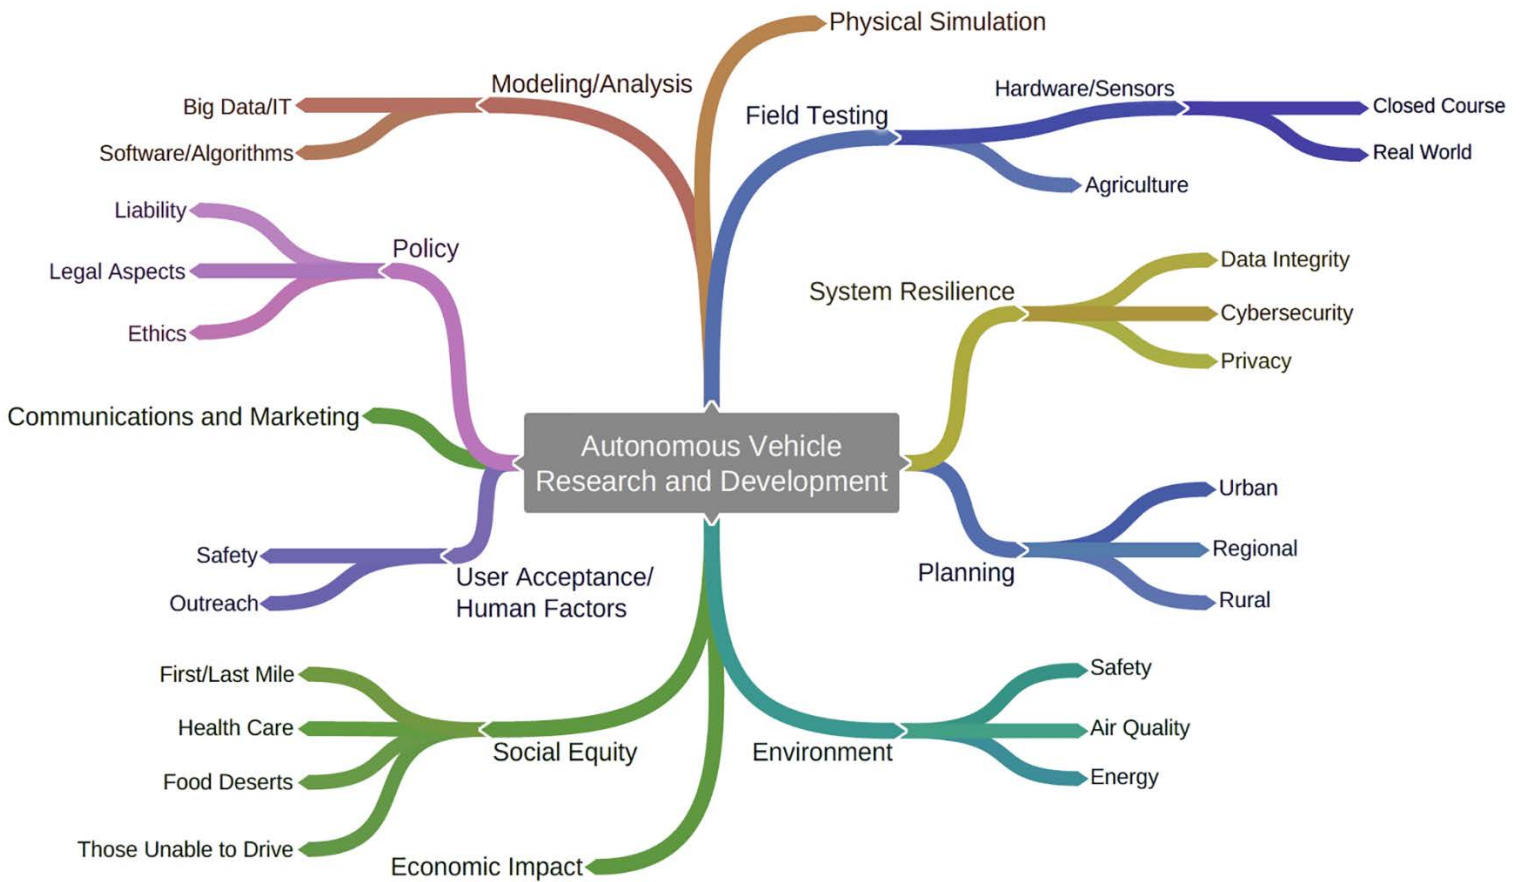 Physical Simulation
Modeling/Analysis
Big Data/IT
Software/Algorithms
Field Testing
Hardware/Sensors
Closed Course
Real World
Agriculture
Liability
Legal Aspects
Ethics
Policy
System Resilience
Data Integrity
Cybersecurity
Privacy
Communications and Marketing
Autonomous Vehicle
Research and Development
Urban
Regional
Rural
Planning
Safety
Outreach
User Acceptance/
Human Factors
First/Last Mile
Health Care
Food Deserts
Those Unable to Drive
Social Equity
Environment
Safety
Air Quality
Energy
Economic Impact